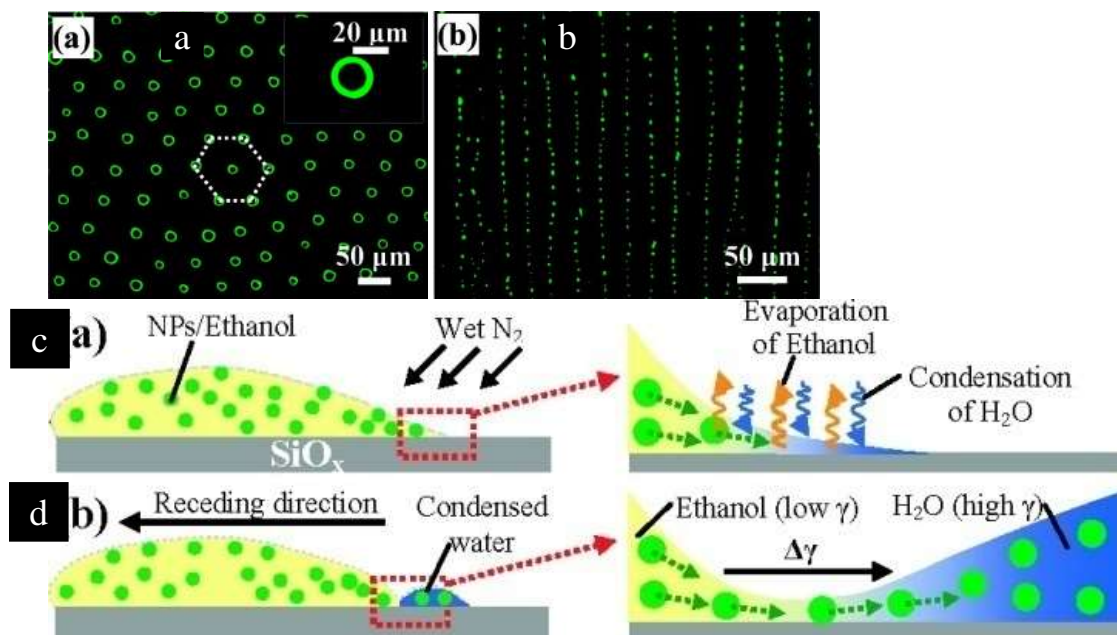 (a) a 20 μm
50 μm
(b) b
50 μm
c a)
NPs/Ethanol
Wet N₂
SiOₓ
Evaporation
of Ethanol
Condensation
of H₂O
d b)
Receding direction
Condensed
water
Ethanol (low γ)
H₂O (high γ)
Δγ